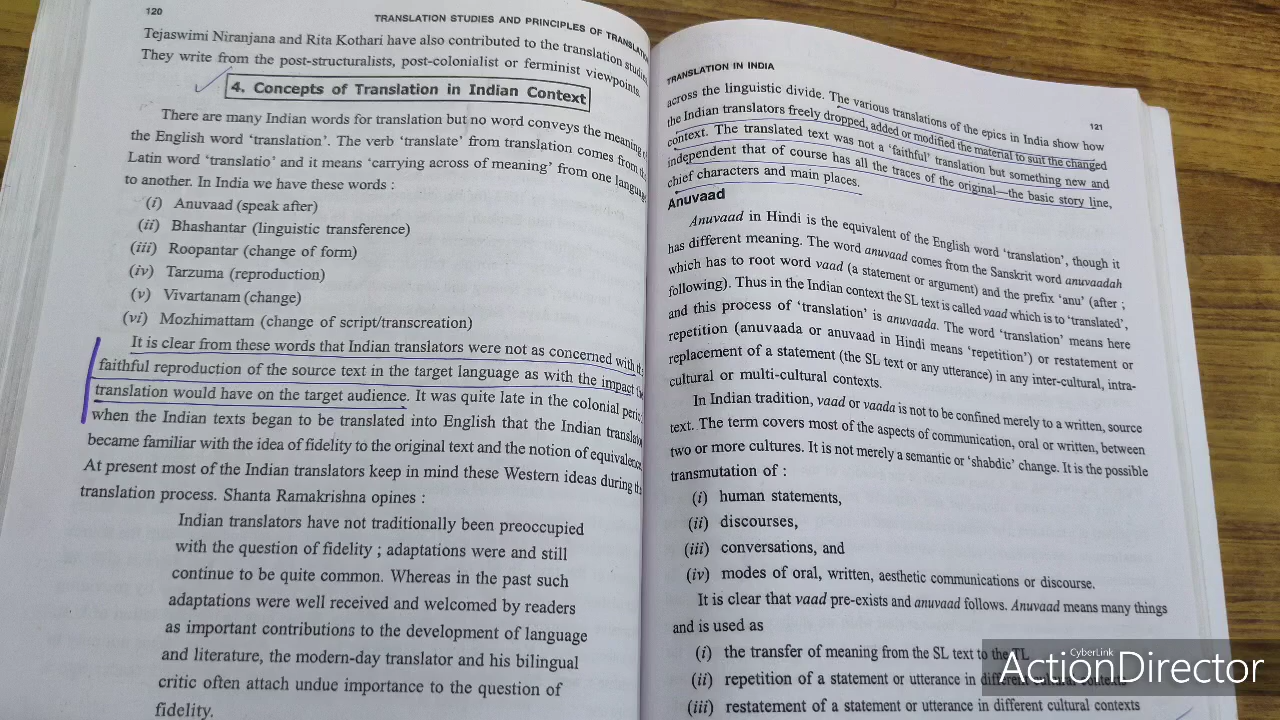 120
TRANSLATION STUDIES AND PRINCIPLES OF
Tejaswimi Niranjana and Rita Kothari have also contributed to the translation
They write from the post-structuralists, post-colonialist or ferminist viewpoints.
4. Concepts of Translation in Indian Context
There are many Indian words for translation but no word conveys the meaning
the English word 'translation'. The verb 'translate' from translation comes from
Latin word 'translatio' and it means 'carrying across of meaning' from one
to another. In India we have these words :
(i) Anuvaad (speak after)
(ii) Bhashantar (linguistic transference)
(iii) Roopantar (change of form)
(iv) Tarzuma (reproduction)
(v) Vivartanam (change)
(vi) Mozhimattam (change of script/transcreation)
It is clear from these words that Indian translators were not as concerned with
faithful reproduction of the source text in the target language as with the impact
translation would have on the target audience. It was quite late in the colonial
when the Indian texts began to be translated into English that the Indian
became familiar with the idea of fidelity to the original text and the notion of
At present most of the Indian translators keep in mind these Western ideas during
translation process. Shanta Ramakrishna opines :
Indian translators have not traditionally been preoccupied
with the question of fidelity ; adaptations were and still
continue to be quite common. Whereas in the past such
adaptations were well received and welcomed by readers
as important contributions to the development of language
and literature, the modern-day translator and his bilingual
critic often attach undue importance to the question of
fidelity.
TRANSLATION IN INDIA
121
across the linguistic divide. The various translations of the epics in India show how
the Indian translators freely dropped, added or modified the material to suit the changed
context. The translated text was not a 'faithful' translation but something new and
independent that of course has all the traces of the original—the basic story line,
chief characters and main places.
Anuvaad
Anuvaad in Hindi is the equivalent of the English word 'translation', though it
has different meaning. The word anuvaad comes from the Sanskrit word anuvaadah
which has to root word vaad (a statement or argument) and the prefix 'anu' (after ;
following). Thus in the Indian context the SL text is called vaad which is to 'translated',
and this process of 'translation' is anuvaada. The word 'translation' means here
repetition (anuvaada or anuvaad in Hindi means 'repetition') or restatement or
replacement of a statement (the SL text or any utterance) in any inter-cultural, intra-
cultural or multi-cultural contexts.
In Indian tradition, vaad or vaada is not to be confined merely to a written, source
text. The term covers most of the aspects of communication, oral or written, between
two or more cultures. It is not merely a semantic or 'shabdic' change. It is the possible
transmutation of :
(i) human statements,
(ii) discourses,
(iii) conversations, and
(iv) modes of oral, written, aesthetic communications or discourse.
It is clear that vaad pre-exists and anuvaad follows. Anuvaad means many things
and is used as
(i) the transfer of meaning from the SL text to the TL
(ii) repetition of a statement or utterance in different cultural contexts
(iii) restatement of a statement or utterance in different cultural contexts
CyberLink
ActionDirector